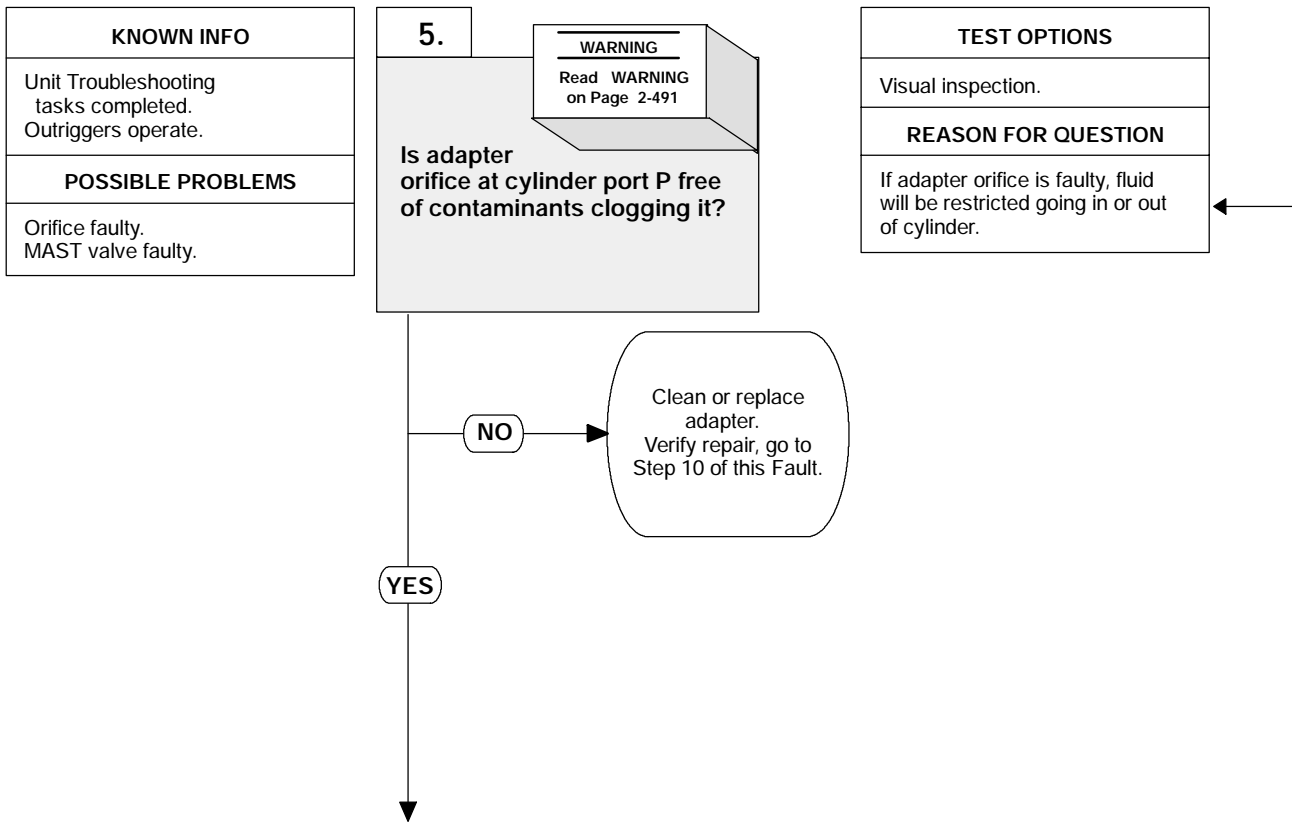 KNOWN INFO
Unit Troubleshooting
tasks completed.
Outriggers operate.
POSSIBLE PROBLEMS
Orifice faulty.
MAST valve faulty.
5.
WARNING
Read WARNING
on Page 2-491
Is adapter
orifice at cylinder port P free
of contaminants clogging it?
TEST OPTIONS
Visual inspection.
REASON FOR QUESTION
If adapter orifice is faulty, fluid
will be restricted going in or out
of cylinder.
NO
Clean or replace
adapter.
Verify repair, go to
Step 10 of this Fault.
YES